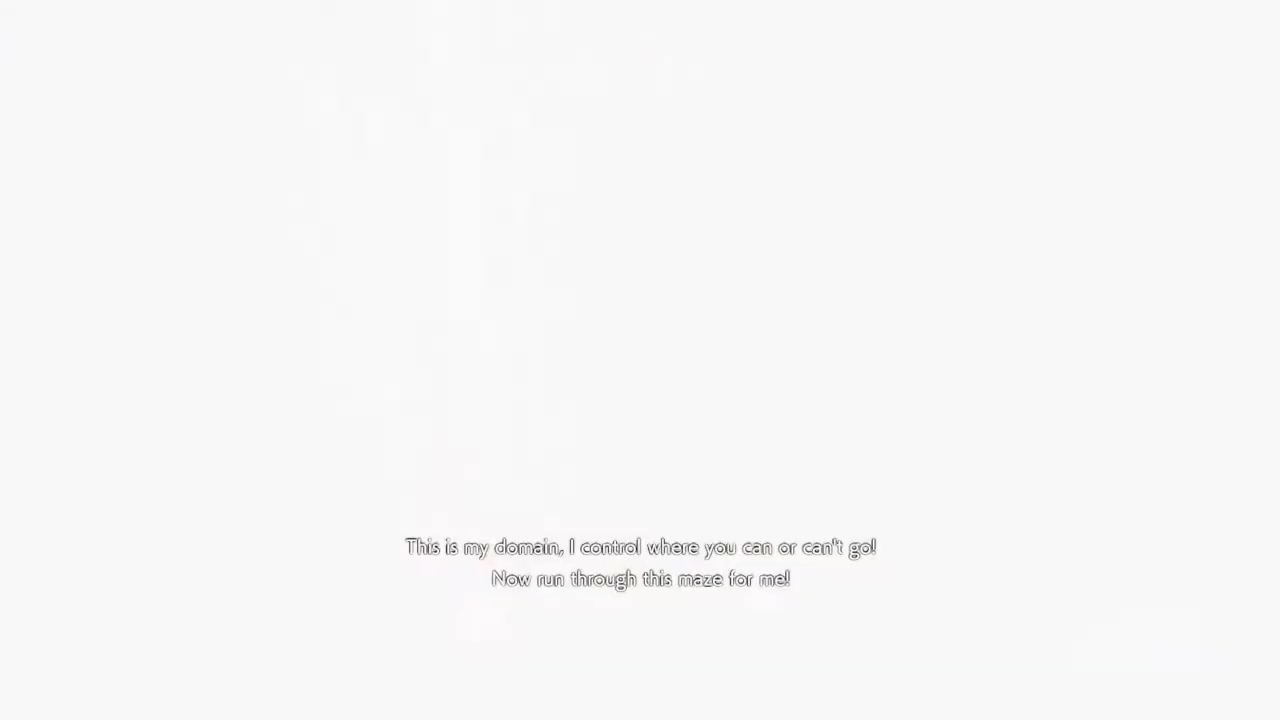 This is my domain, I control where you can or can't go!
Now run through this maze for me!